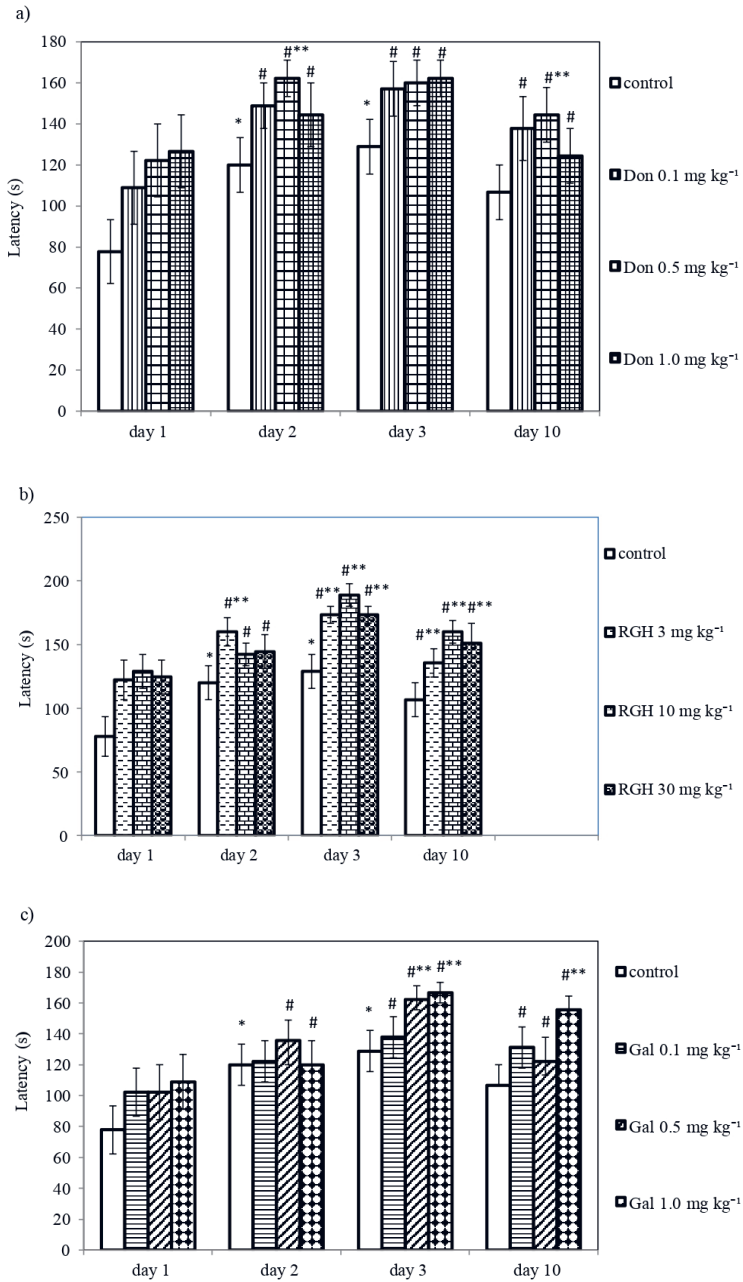 a)
180
160
140
120
100
80
60
40
20
0
Latency (s)
* # #** #
* # # #
# #** #
day 1 day 2 day 3 day 10
control
Don 0.1 mg kg⁻¹
Don 0.5 mg kg⁻¹
Don 1.0 mg kg⁻¹
b)
250
200
150
100
50
0
Latency (s)
* #** # #
* #** #** #**
#** #** #**
day 1 day 2 day 3 day 10
control
RGH 3 mg kg⁻¹
RGH 10 mg kg⁻¹
RGH 30 mg kg⁻¹
c)
200
180
160
140
120
100
80
60
40
20
0
Latency (s)
* # #
* # #** #**
# # #**
day 1 day 2 day 3 day 10
control
Gal 0.1 mg kg⁻¹
Gal 0.5 mg kg⁻¹
Gal 1.0 mg kg⁻¹